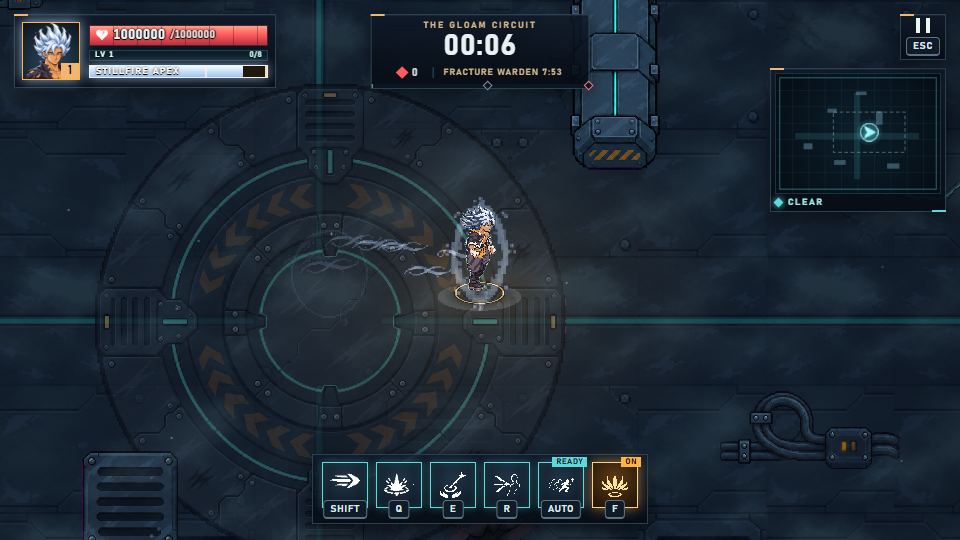 1000000 /1000000
LV 1
0/8
1
STILLFIRE APEX
THE GLOAM CIRCUIT
00:06
0
FRACTURE WARDEN 7:53
ESC
CLEAR
READY
ON
SHIFT
Q
E
R
AUTO
F